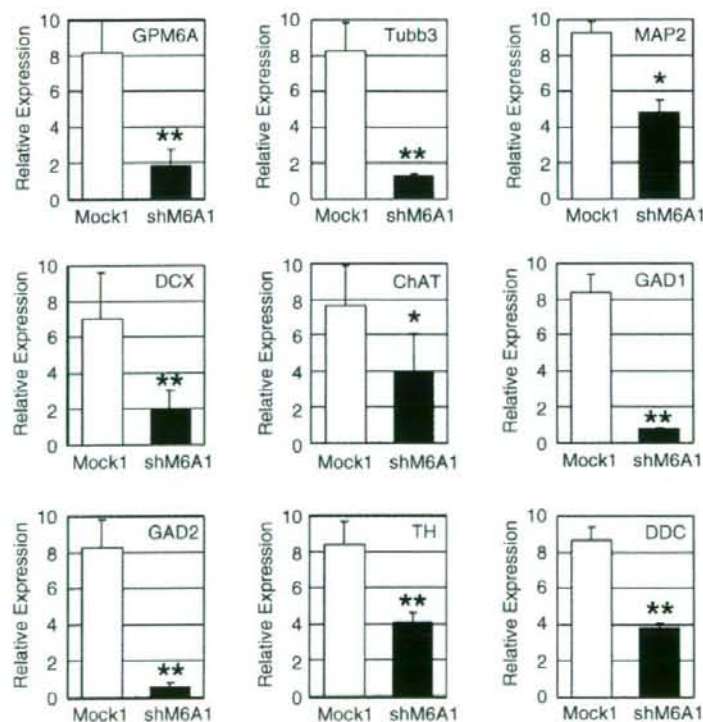 Relative Expression
10
8
6
4
2
0
GPM6A
**
Mock1 shM6A1
Relative Expression
10
8
6
4
2
0
Tubb3
**
Mock1 shM6A1
Relative Expression
10
8
6
4
2
0
MAP2
*
Mock1 shM6A1
Relative Expression
10
8
6
4
2
0
DCX
**
Mock1 shM6A1
Relative Expression
10
8
6
4
2
0
ChAT
*
Mock1 shM6A1
Relative Expression
10
8
6
4
2
0
GAD1
**
Mock1 shM6A1
Relative Expression
10
8
6
4
2
0
GAD2
**
Mock1 shM6A1
Relative Expression
10
8
6
4
2
0
TH
**
Mock1 shM6A1
Relative Expression
10
8
6
4
2
0
DDC
**
Mock1 shM6A1